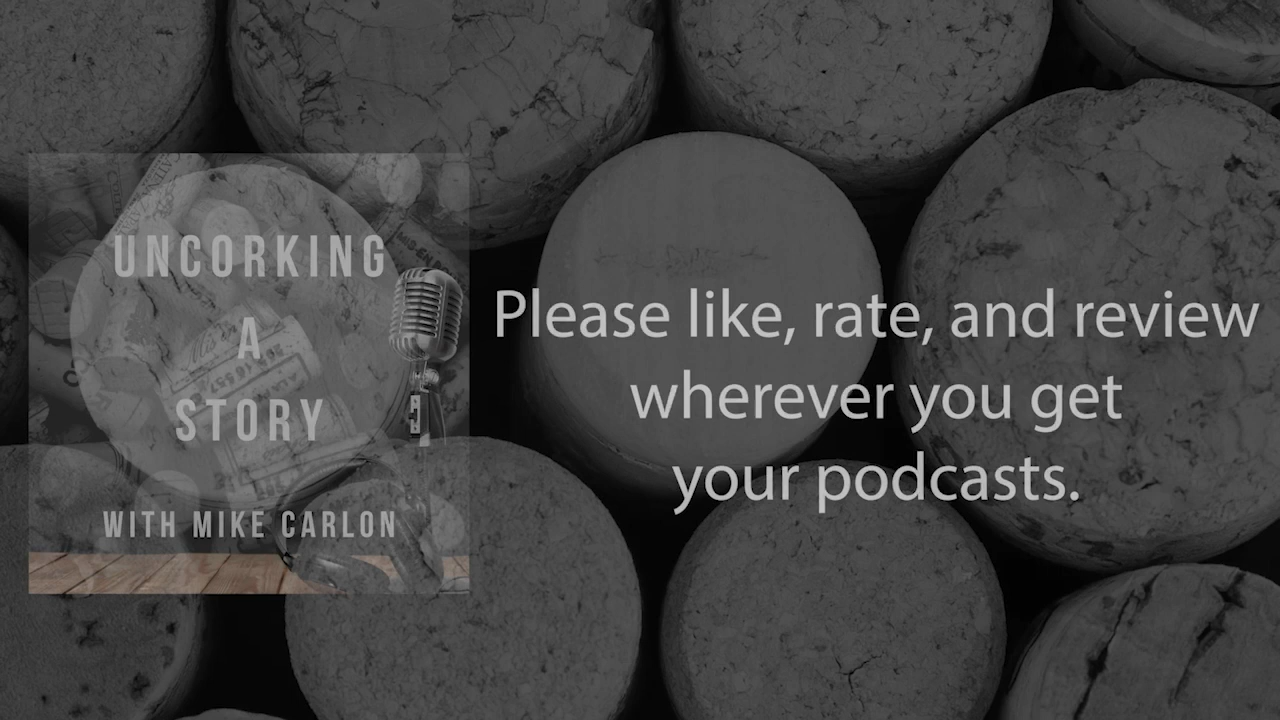 UNCORKING
A
STORY
WITH MIKE CARLON
Please like, rate, and review
wherever you get
your podcasts.